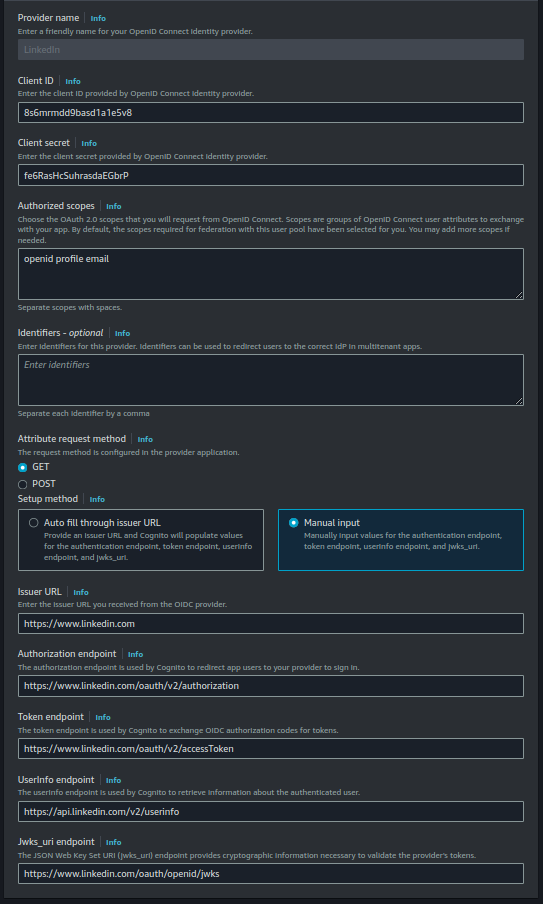 Provider name Info
Enter a friendly name for your OpenID Connect identity provider.
LinkedIn
Client ID Info
Enter the client ID provided by OpenID Connect identity provider.
8s6mrmdd9basd1a1e5v8
Client secret Info
Enter the client secret provided by OpenID Connect identity provider.
fe6RasHcSuhrasdaEGbrP
Authorized scopes Info
Choose the OAuth 2.0 scopes that you will request from OpenID Connect. Scopes are groups of OpenID Connect user attributes to exchange
with your app. By default, the scopes required for federation with this user pool have been selected for you. You may add more scopes if
needed.
openid profile email
Separate scopes with spaces.
Identifiers - optional Info
Enter identifiers for this provider. Identifiers can be used to redirect users to the correct IdP in multitenant apps.
Enter identifiers
Separate each identifier by a comma
Attribute request method Info
The request method is configured in the provider application.
GET
POST
Setup method Info
Auto fill through issuer URL
Provide an issuer URL and Cognito will populate values
for the authentication endpoint, token endpoint, userinfo
endpoint, and jwks_uri.
Manual input
Manually input values for the authentication endpoint,
token endpoint, userinfo endpoint, and jwks_uri.
Issuer URL Info
Enter the issuer URL you received from the OIDC provider.
https://www.linkedin.com
Authorization endpoint Info
The authorization endpoint is used by Cognito to redirect app users to your provider to sign in.
https://www.linkedin.com/oauth/v2/authorization
Token endpoint Info
The token endpoint is used by Cognito to exchange OIDC authorization codes for tokens.
https://www.linkedin.com/oauth/v2/accessToken
UserInfo endpoint Info
The userinfo endpoint is used by Cognito to retrieve information about the authenticated user.
https://api.linkedin.com/v2/userinfo
Jwks_uri endpoint Info
The JSON Web Key Set URI (jwks_uri) endpoint provides cryptographic information necessary to validate the provider's tokens.
https://www.linkedin.com/oauth/openid/jwks